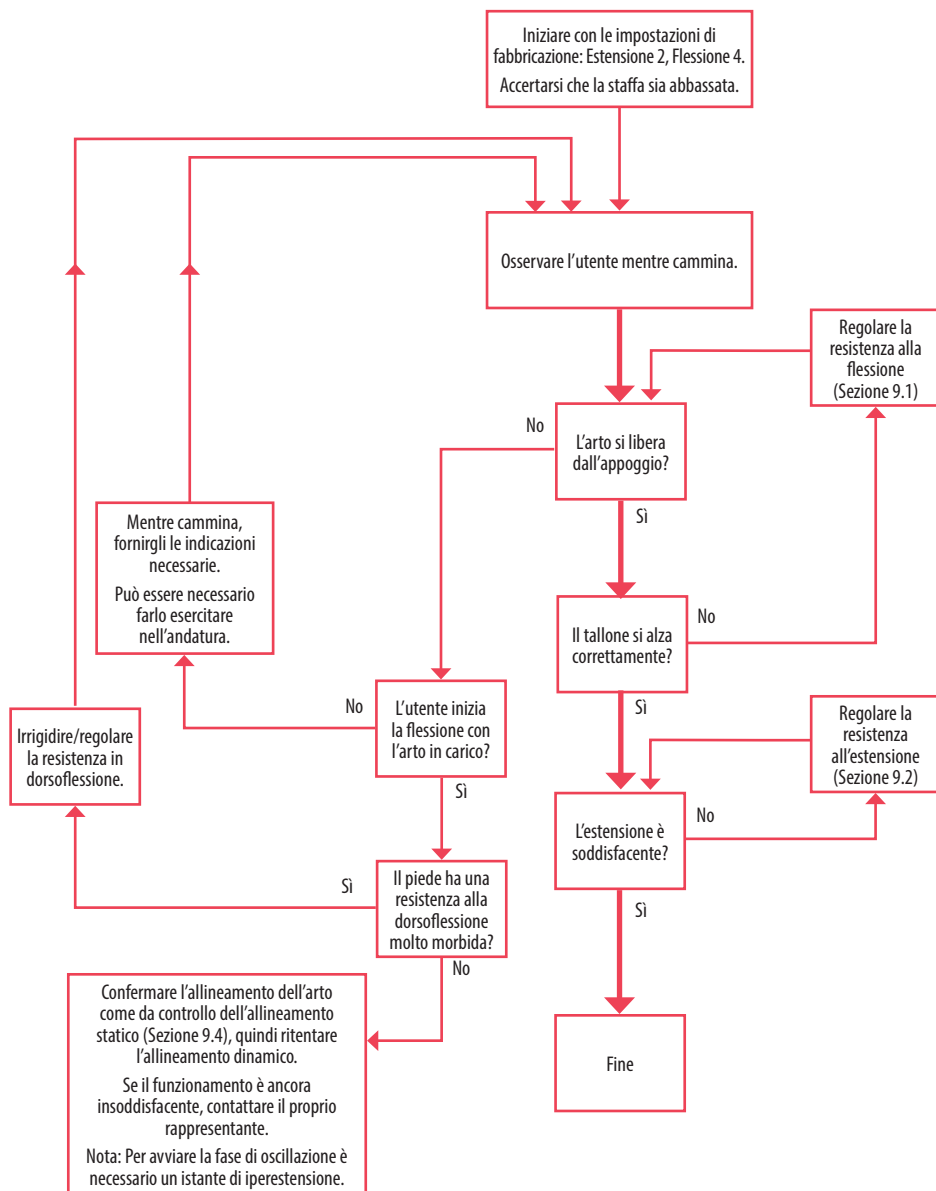 Iniziare con le impostazioni di
fabbricazione: Estensione 2, Flessione 4.
Accertarsi che la staffa sia abbassata.
Osservare l'utente mentre cammina.
Regolare la
resistenza alla
flessione
(Sezione 9.1)
No
L'arto si libera
dall'appoggio?
Sì
Mentre cammina,
fornirgli le indicazioni
necessarie.
Può essere necessario
farlo esercitare
nell'andatura.
Il tallone si alza
correttamente?
No
Sì
No
L'utente inizia
la flessione con
l'arto in carico?
Sì
Irrigidire/regolare
la resistenza in
dorsoflessione.
Regolare la
resistenza
all'estensione
(Sezione 9.2)
L'estensione è
soddisfacente?
No
Sì
Sì
Il piede ha una
resistenza alla
dorsoflessione
molto morbida?
No
Confermare l'allineamento dell'arto
come da controllo dell'allineamento
statico (Sezione 9.4), quindi ritentare
l'allineamento dinamico.
Se il funzionamento è ancora
insoddisfacente, contattare il proprio
rappresentante.
Nota: Per avviare la fase di oscillazione è
necessario un istante di iperestensione.
Fine